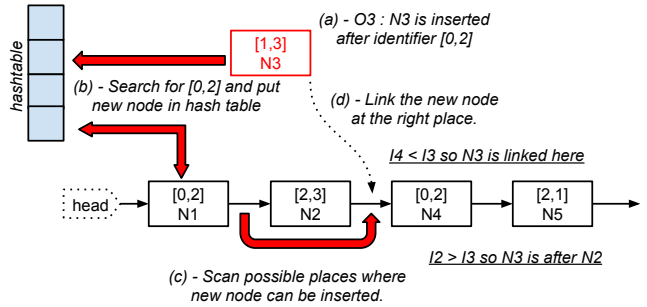 (a) - O3 : N3 is inserted
after identifier [0,2]
[1,3]
N3
hashtable
(b) - Search for [0,2] and put
new node in hash table
(d) - Link the new node
at the right place.
I4 < I3 so N3 is linked here
head
[0,2]
N1
[2,3]
N2
[0,2]
N4
[2,1]
N5
I2 > I3 so N3 is after N2
(c) - Scan possible places where
new node can be inserted.